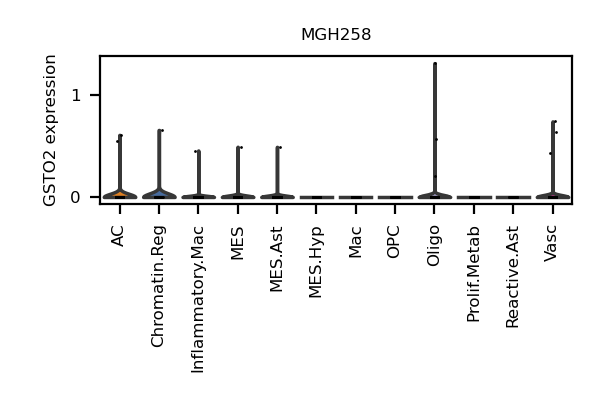 MGH258
GSTO2 expression
1
0
AC
Chromatin.Reg
Inflammatory.Mac
MES
MES.Ast
MES.Hyp
Mac
OPC
Oligo
Prolif.Metab
Reactive.Ast
Vasc